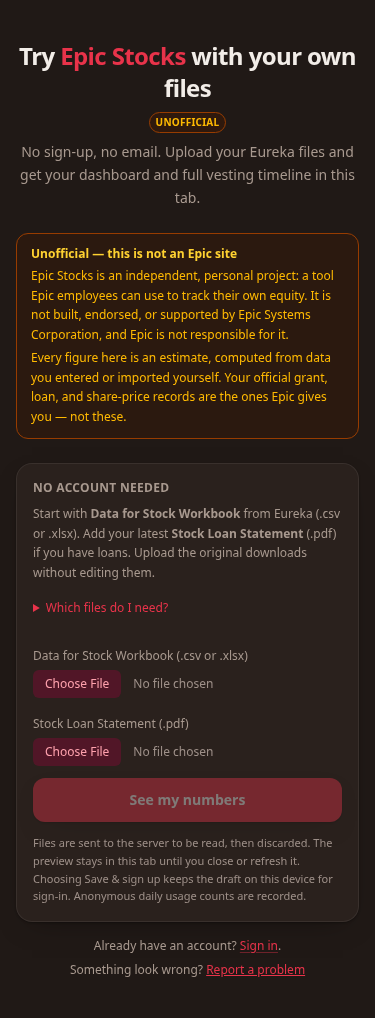 Try Epic Stocks with your own
files
UNOFFICIAL
No sign-up, no email. Upload your Eureka files and
get your dashboard and full vesting timeline in this
tab.
Unofficial — this is not an Epic site
Epic Stocks is an independent, personal project: a tool
Epic employees can use to track their own equity. It is
not built, endorsed, or supported by Epic Systems
Corporation, and Epic is not responsible for it.
Every figure here is an estimate, computed from data
you entered or imported yourself. Your official grant,
loan, and share-price records are the ones Epic gives
you — not these.
NO ACCOUNT NEEDED
Start with Data for Stock Workbook from Eureka (.csv
or .xlsx). Add your latest Stock Loan Statement (.pdf)
if you have loans. Upload the original downloads
without editing them.
Which files do I need?
Data for Stock Workbook (.csv or .xlsx)
Choose File No file chosen
Stock Loan Statement (.pdf)
Choose File No file chosen
See my numbers
Files are sent to the server to be read, then discarded. The
preview stays in this tab until you close or refresh it.
Choosing Save & sign up keeps the draft on this device for
sign-in. Anonymous daily usage counts are recorded.
Already have an account? Sign in.
Something look wrong? Report a problem